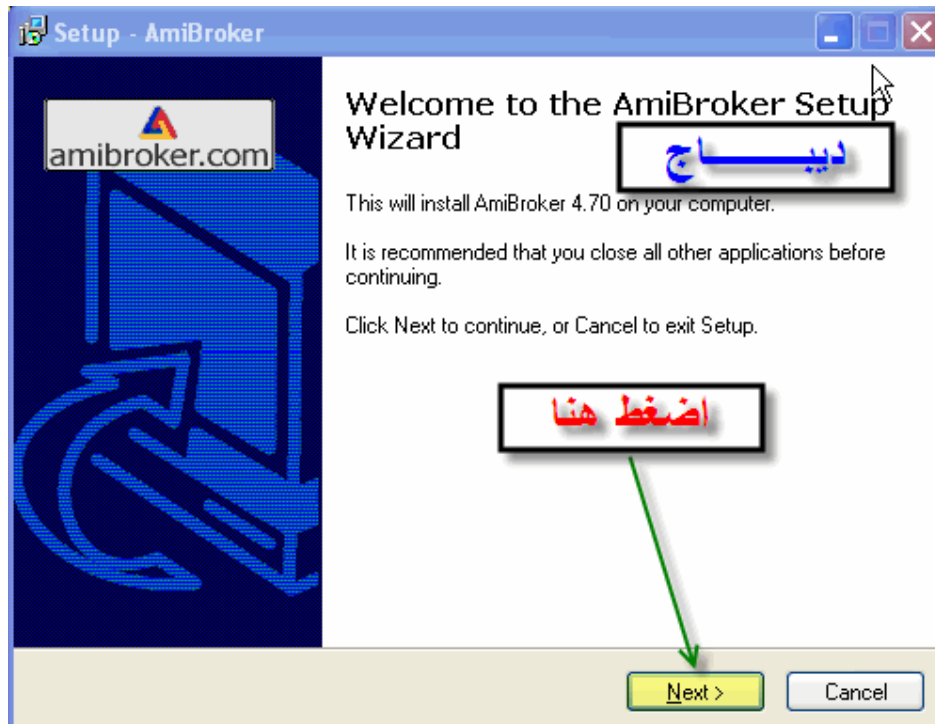 Setup - AmiBroker
amibroker.com
Welcome to the AmiBroker Setup
Wizard
ديبـــــــاج
This will install AmiBroker 4.70 on your computer.
It is recommended that you close all other applications before
continuing.
Click Next to continue, or Cancel to exit Setup.
اضغط هنا
Next >
Cancel